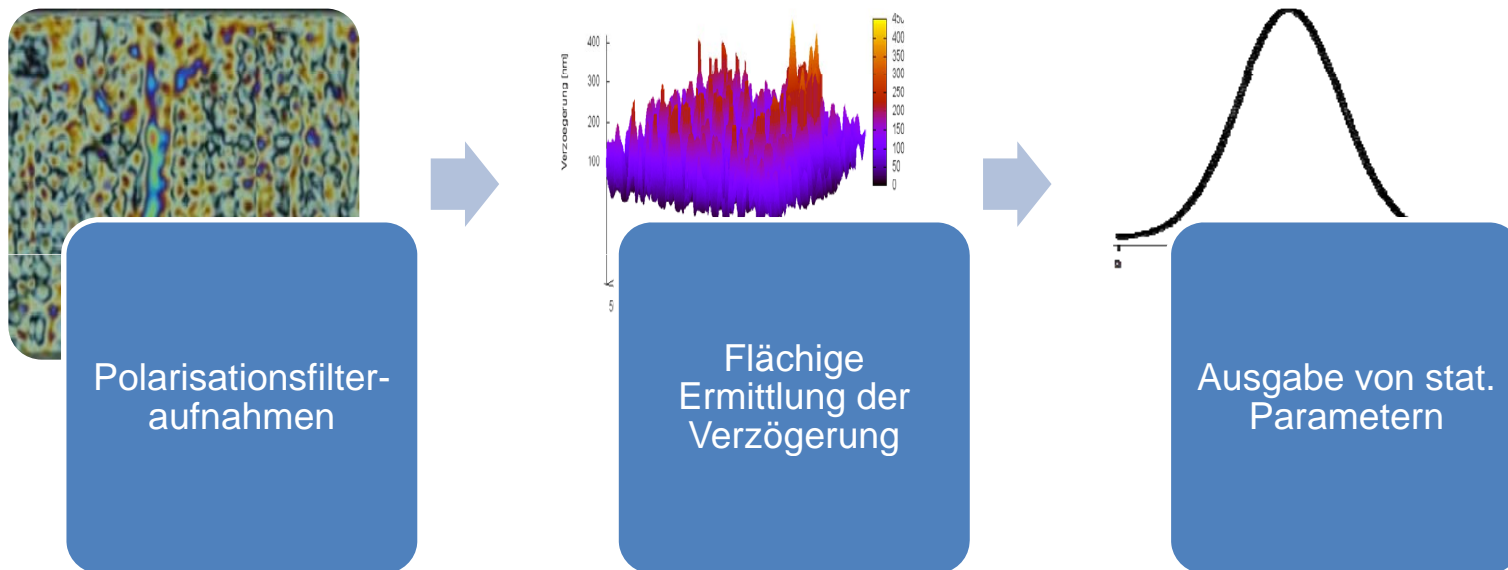 Verzoegerung [nm]
400
300
200
100
5
450
400
350
300
250
200
150
100
50
0
Polarisationsfilter-
aufnahmen
Flächige
Ermittlung der
Verzögerung
Ausgabe von stat.
Parametern